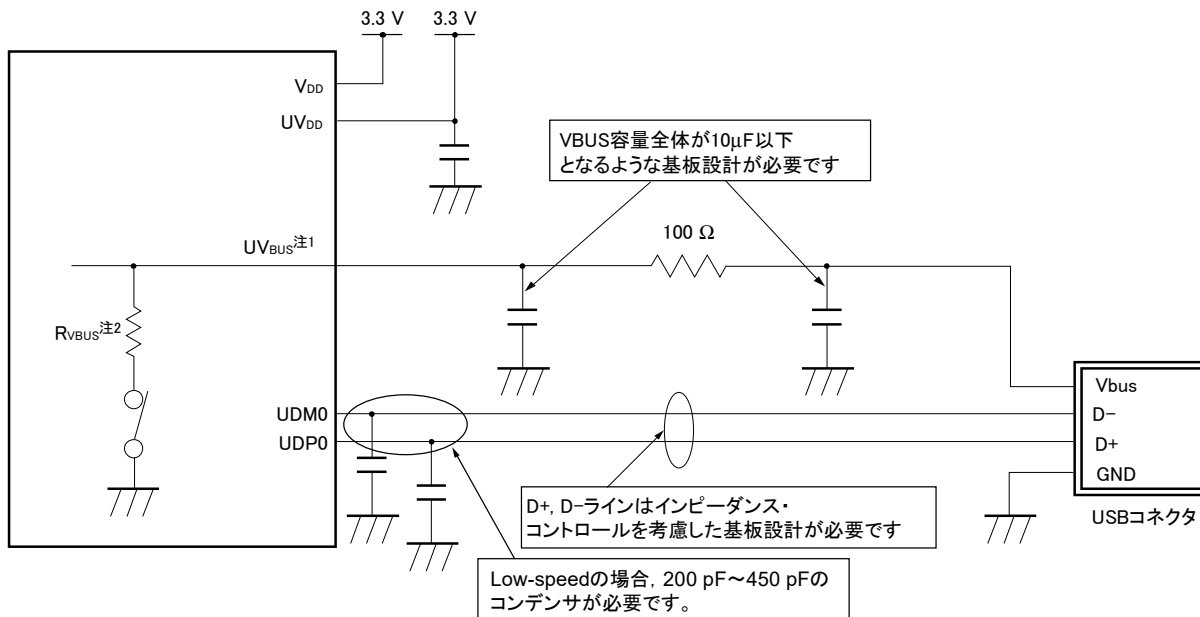 3.3 V 3.3 V
VDD
UVDD
VBUS容量全体が10μF以下
となるような基板設計が必要です
UVBUS注1
100 Ω
RVBUS注2
Vbus
UDM0
D-
UDP0
D+
GND
D+, D-ラインはインピーダンス・
コントロールを考慮した基板設計が必要です
USBコネクタ
Low-speedの場合, 200 pF～450 pFの
コンデンサが必要です。